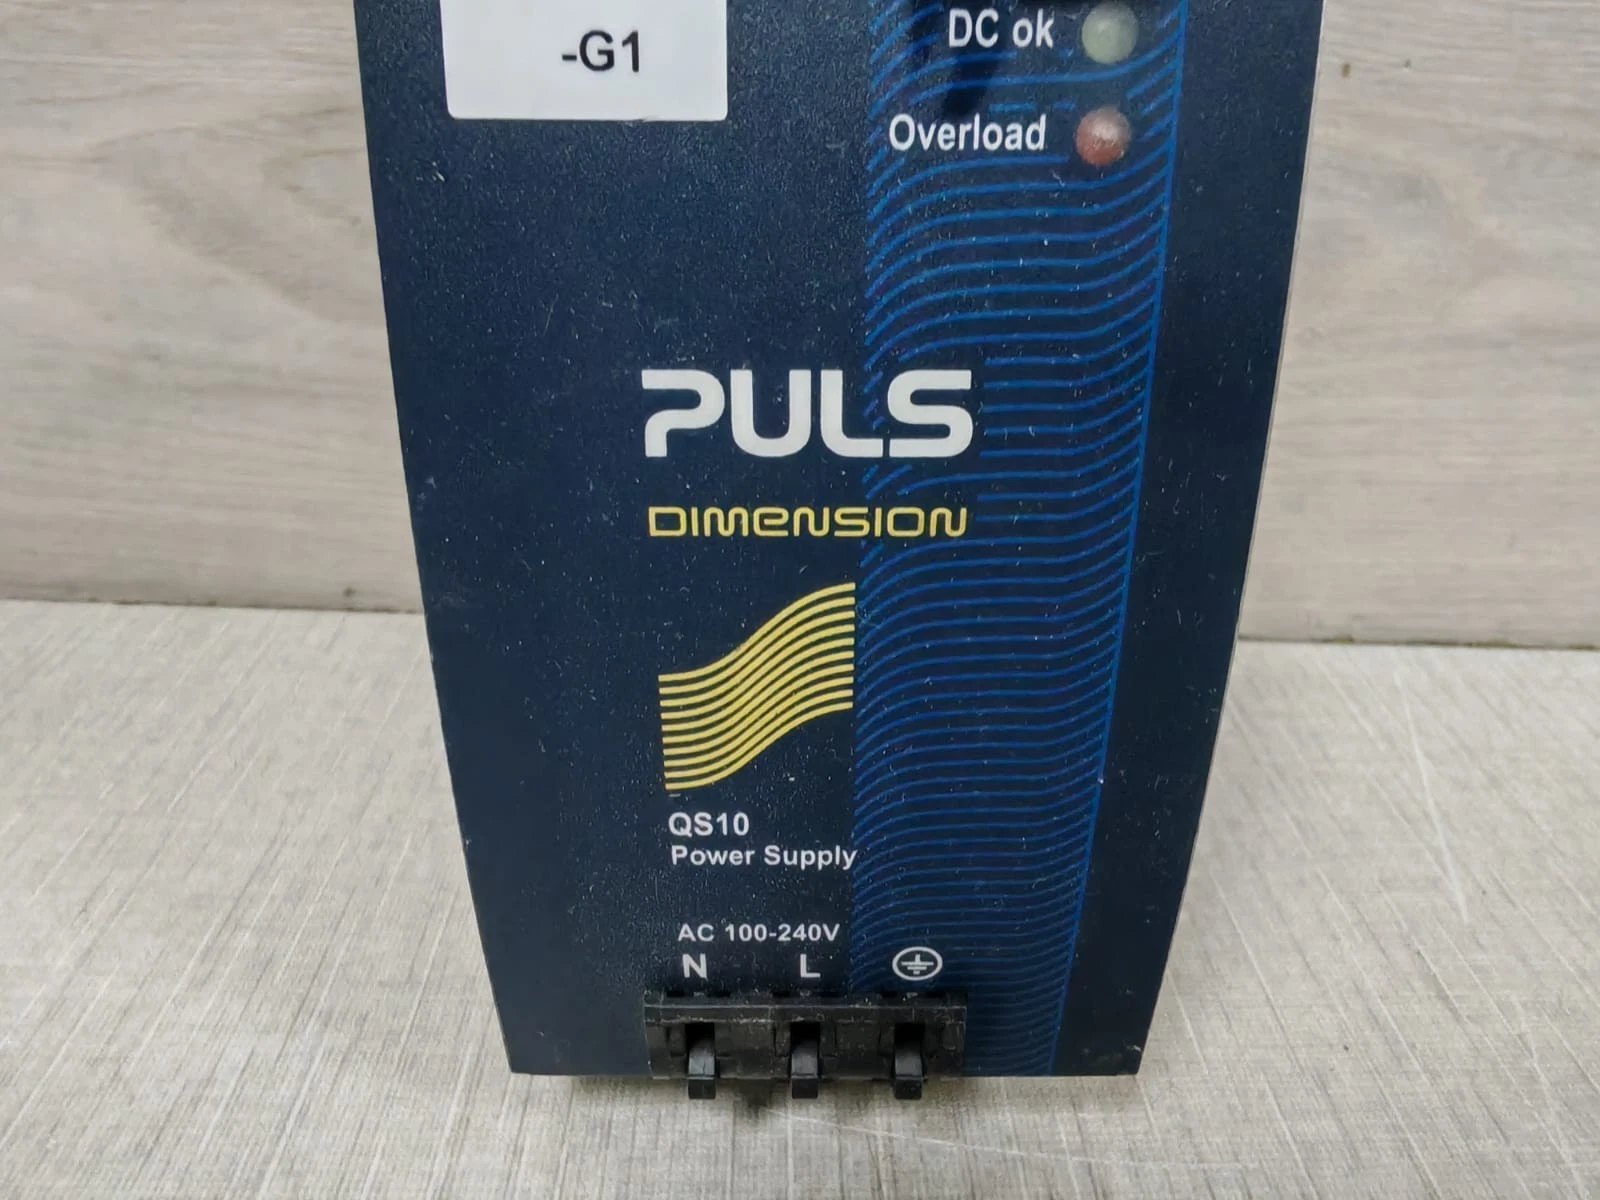 -G1
DC ok
Overload
PULS
DIMENSION
QS10
Power Supply
AC 100-240V
N L